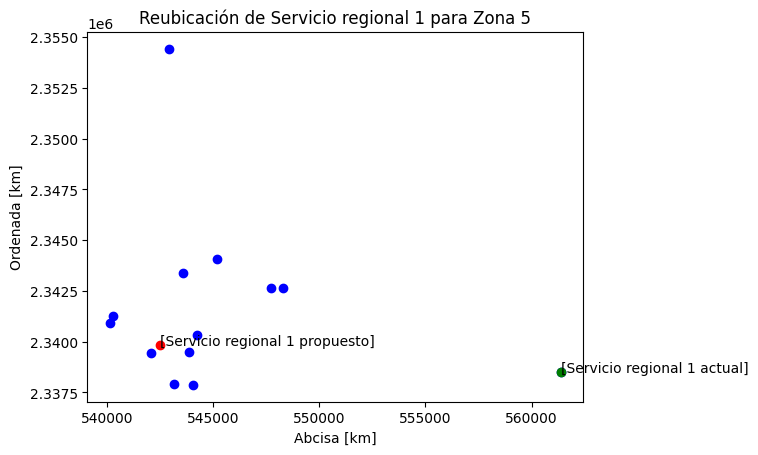 Reubicación de Servicio regional 1 para Zona 5
1e6
2.3550
2.3525
2.3500
2.3475
2.3450
2.3425
2.3400
2.3375
Ordenada [km]
[Servicio regional 1 propuesto]
[Servicio regional 1 actual]
540000 545000 550000 555000 560000
Abcisa [km]